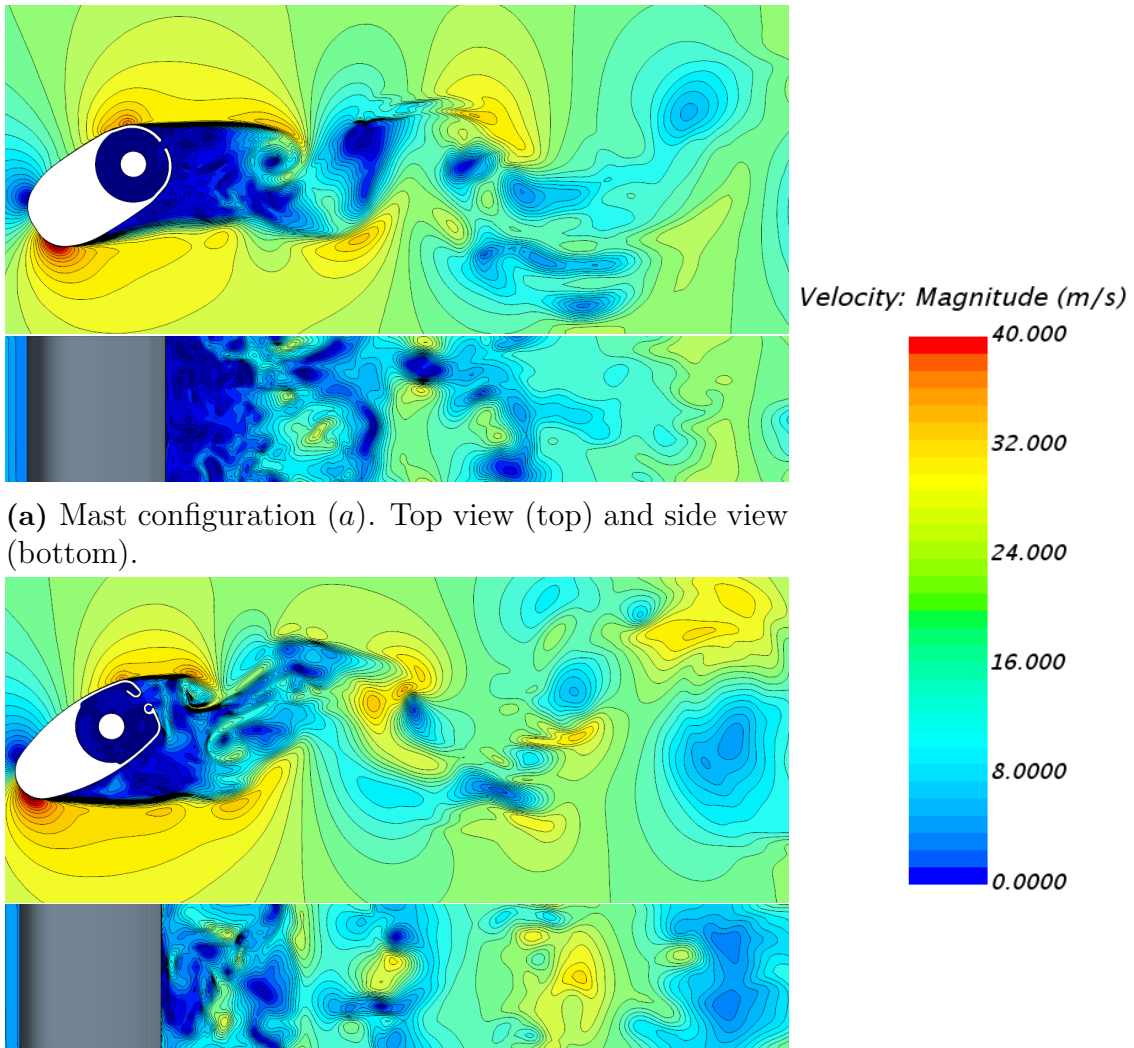 Velocity: Magnitude (m/s)
40.000
32.000
24.000
16.000
8.0000
0.0000
(a) Mast configuration (a). Top view (top) and side view
(bottom).